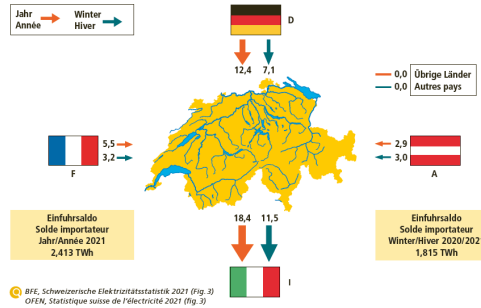 Jahr
Année
Winter
Hiver
D
12,4
7,1
0,0 Übrige Länder
0,0 Autres pays
5,5
3,2
F
2,9
3,0
A
Einfuhrsaldo
Solde importateur
Jahr/Année 2021
2,413 TWh
18,4
11,5
Einfuhrsaldo
Solde importateur
Winter/Hiver 2020/202
1,815 TWh
I
BFE, Schweizerische Elektrizitätsstatistik 2021 (Fig. 3)
OFEN, Statistique suisse de l'électricité 2021 (fig. 3)